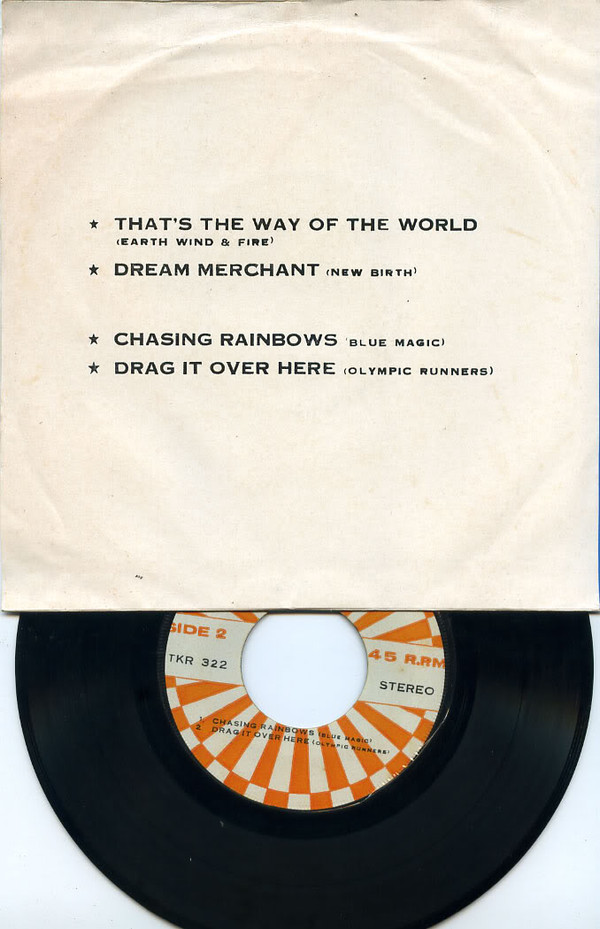 ★ THAT'S THE WAY OF THE WORLD
(EARTH WIND & FIRE)
★ DREAM MERCHANT (NEW BIRTH)
★ CHASING RAINBOWS (BLUE MAGIC)
★ DRAG IT OVER HERE (OLYMPIC RUNNERS)
SIDE 2
45 R.P.M
TKR 322
STEREO
1. CHASING RAINBOWS (BLUE MAGIC)
2. DRAG IT OVER HERE (OLYMPIC RUNNERS)